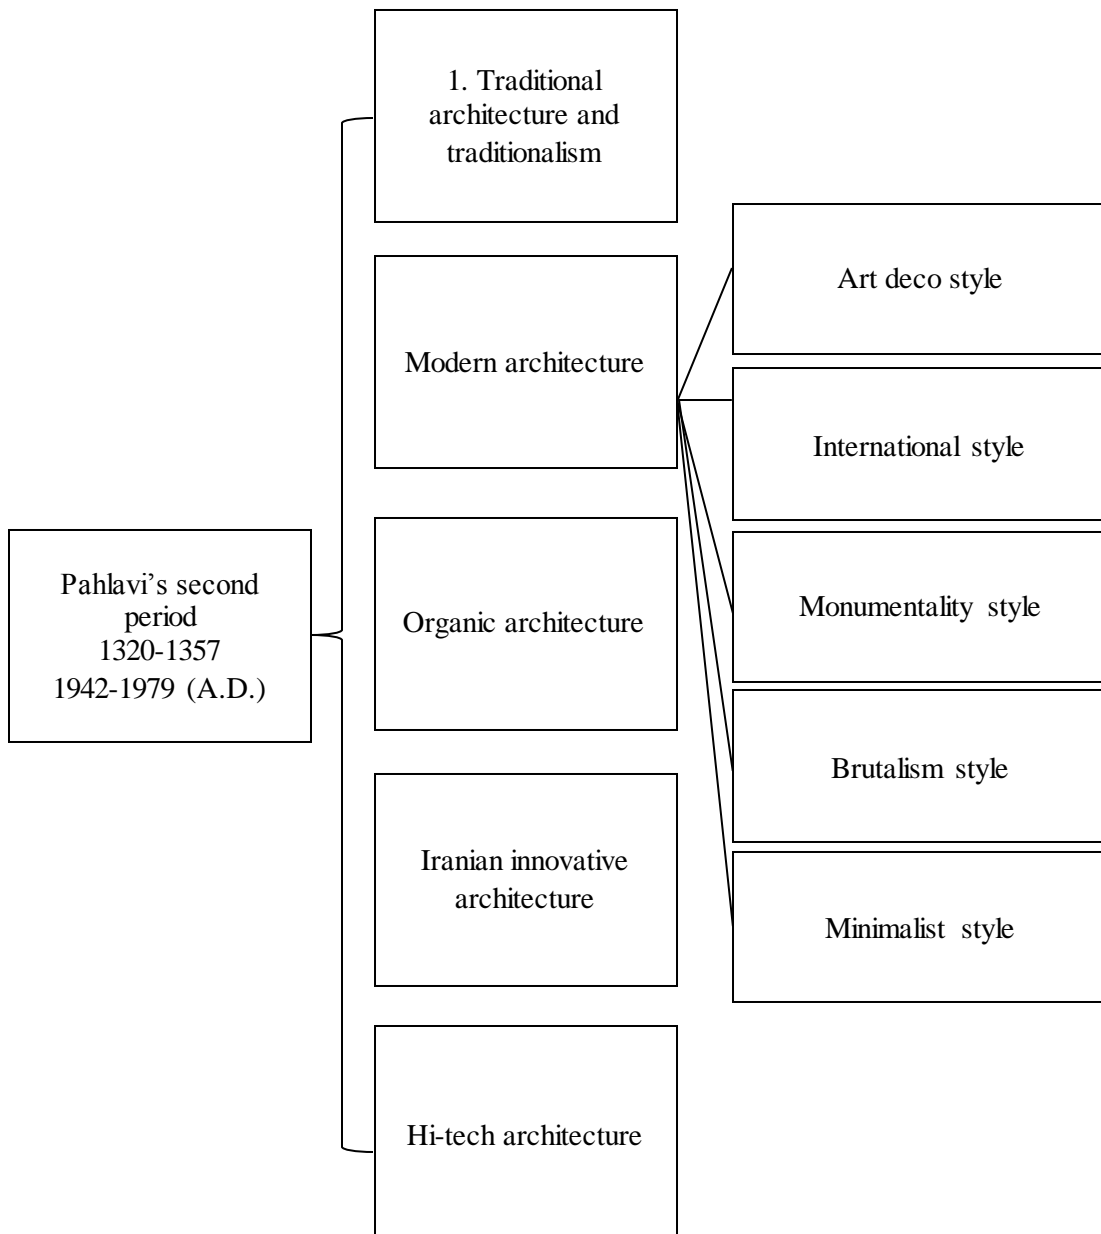 1. Traditional
architecture and
traditionalism
Art deco style
Modern architecture
International style
Pahlavi’s second
period
1320-1357
1942-1979 (A.D.)
Organic architecture
Monumentality style
Brutalism style
Iranian innovative
architecture
Minimalist style
Hi-tech architecture